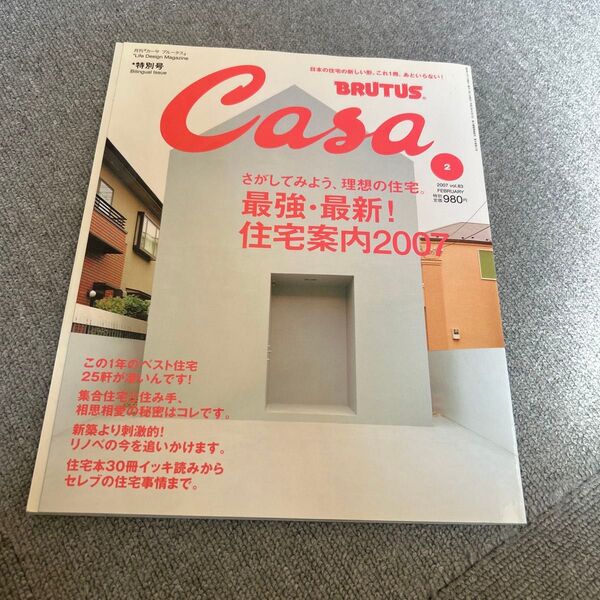 月刊『カーサ ブルータス』
"Life Design Magazine
*特別号
Bilingual Issue
日本の住宅の新しい形、これ1冊、あとといらない!
BRUTUS
Casa
2
2007 vol.83
FEBRUARY
特別定価980円
さがしてみよう、理想の住宅。
最強・最新!
住宅案内2007
この1年のベスト住宅
25軒が凄いんです!
集合住宅と住み手、
相思相愛の秘密はコレです。
新築より刺激的!
リノベの今を追いかけます。
住宅本30冊イッキ読みから
セレブの住宅事情まで。